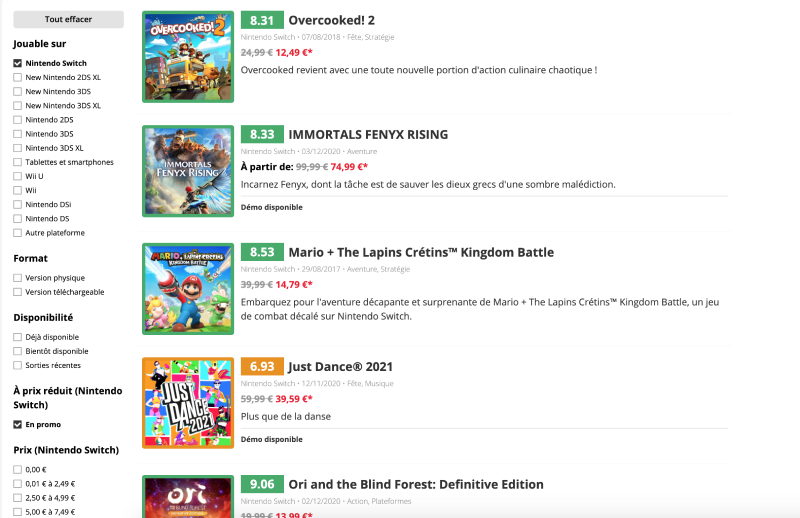 Tout effacer
Jouable sur
Nintendo Switch
New Nintendo 2DS XL
New Nintendo 3DS
New Nintendo 3DS XL
Nintendo 2DS
Nintendo 3DS
Nintendo 3DS XL
Tablettes et smartphones
Wii U
Wii
Nintendo DSi
Nintendo DS
Autre plateforme
Format
Version physique
Version téléchargeable
Disponibilité
Déjà disponible
Bientôt disponible
Sorties récentes
À prix réduit (Nintendo
Switch)
En promo
Prix (Nintendo Switch)
0,00 €
0,01 € à 2,49 €
2,50 € à 4,99 €
5,00 € à 7,49 €
OVERCOOKED! 2
8.31 Overcooked! 2
Nintendo Switch • 07/08/2018 • Fête, Stratégie
24,99 € 12,49 €*
Overcooked revient avec une toute nouvelle portion d'action culinaire chaotique !
IMMORTALS
FENYX RISING
8.33 IMMORTALS FENYX RISING
Nintendo Switch • 03/12/2020 • Aventure
À partir de: 99,99 € 74,99 €*
Incarnez Fenyx, dont la tâche est de sauver les dieux grecs d'une sombre malédiction.
Démo disponible
MARIO + THE LAPINS CRÉTINS
KINGDOM BATTLE
8.53 Mario + The Lapins Crétins™ Kingdom Battle
Nintendo Switch • 29/08/2017 • Aventure, Stratégie
39,99 € 14,79 €*
Embarquez pour l'aventure décapante et surprenante de Mario + The Lapins Crétins™ Kingdom Battle, un jeu
de combat décalé sur Nintendo Switch.
JUST
DANCE
2021
6.93 Just Dance® 2021
Nintendo Switch • 12/11/2020 • Fête, Musique
59,99 € 39,59 €*
Plus que de la danse
Démo disponible
ori
9.06 Ori and the Blind Forest: Definitive Edition
Nintendo Switch • 02/12/2020 • Action, Plateformes
19,99 € 13,99 €*